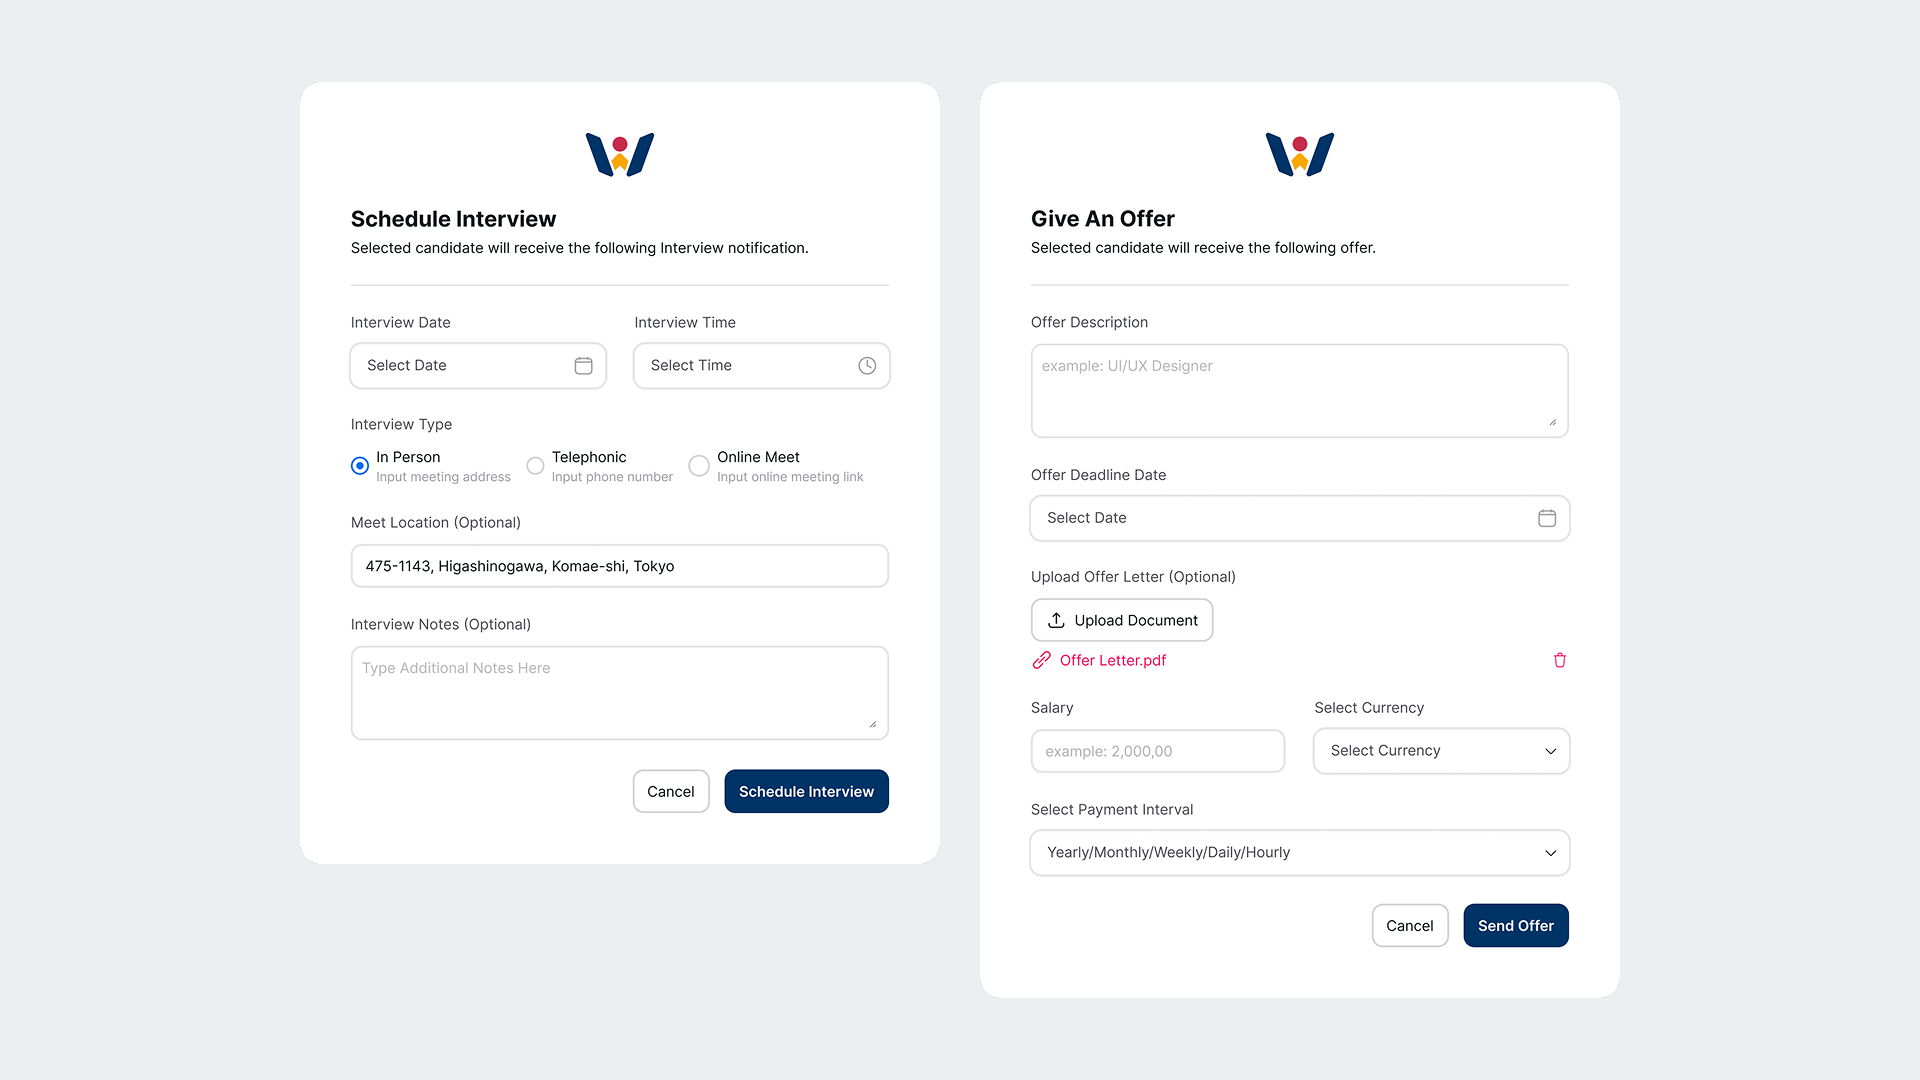 Schedule Interview
Selected candidate will receive the following Interview notification.
Interview Date
Interview Time
Select Date
Select Time
Interview Type
In Person
Input meeting address
Telephonic
Input phone number
Online Meet
Input online meeting link
Meet Location (Optional)
475-1143, Higashinogawa, Komae-shi, Tokyo
Interview Notes (Optional)
Type Additional Notes Here
Cancel
Schedule Interview
Give An Offer
Selected candidate will receive the following offer.
Offer Description
example: UI/UX Designer
Offer Deadline Date
Select Date
Upload Offer Letter (Optional)
Upload Document
Offer Letter.pdf
Salary
Select Currency
example: 2,000,00
Select Currency
Select Payment Interval
Yearly/Monthly/Weekly/Daily/Hourly
Cancel
Send Offer